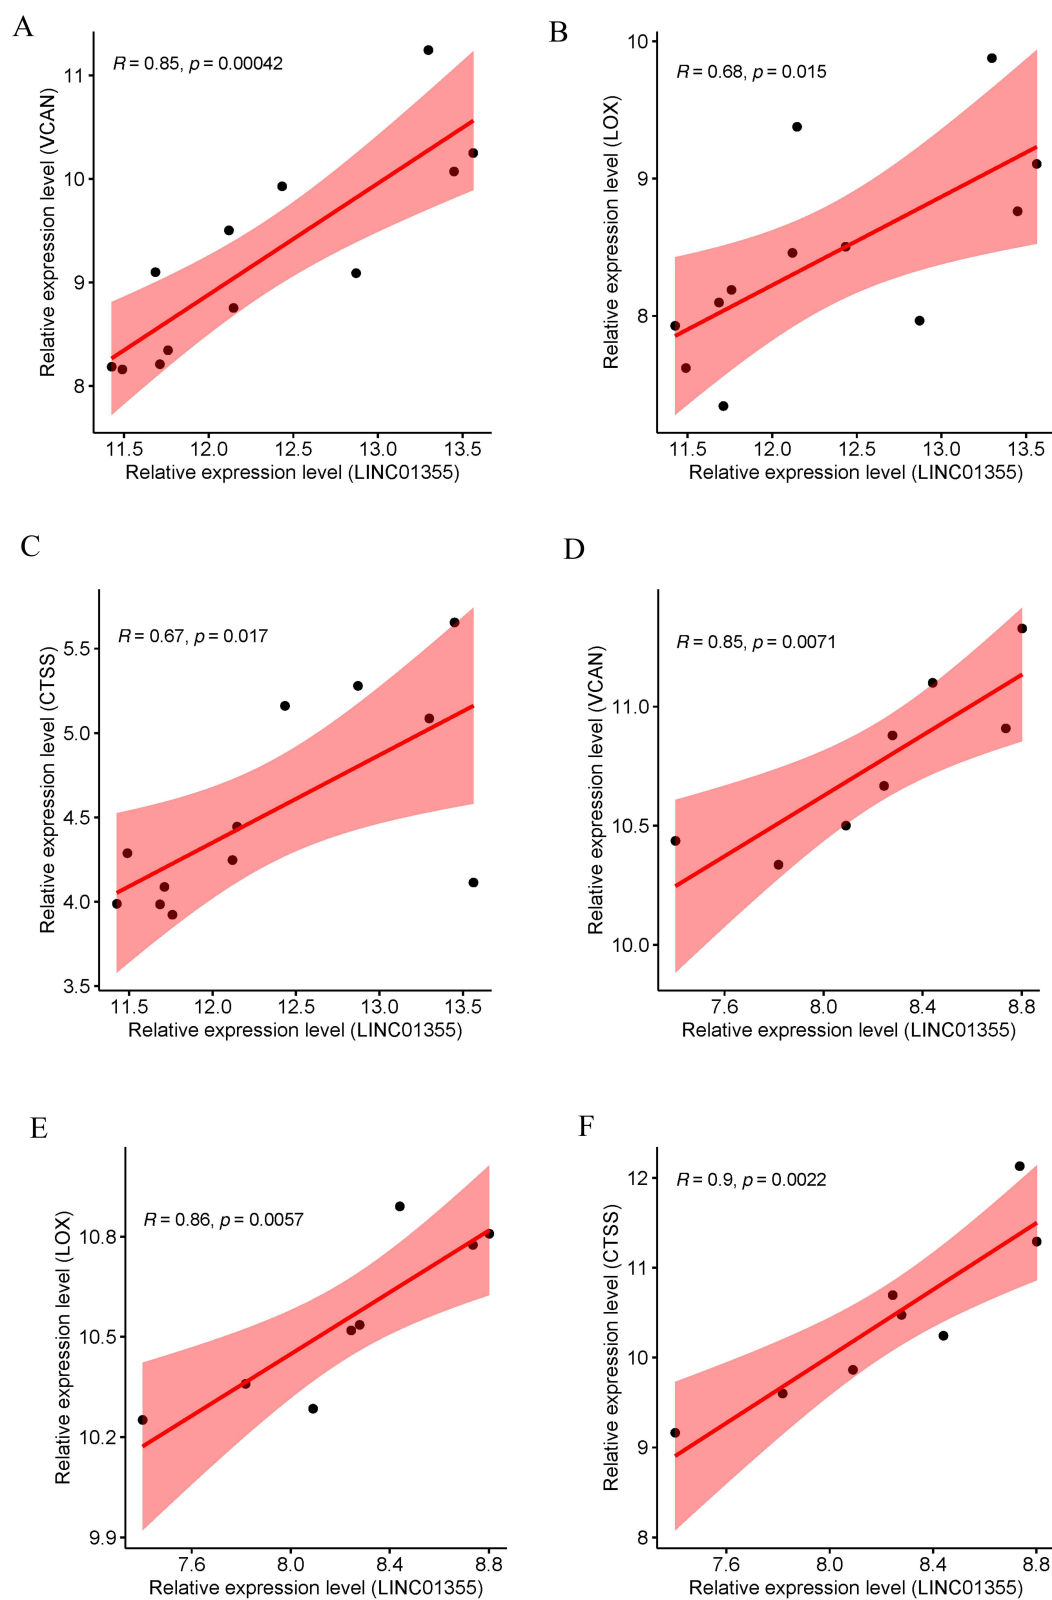 A
R = 0.85, p = 0.00042
Relative expression level (VCAN)
11
10
9
8
11.5 12.0 12.5 13.0 13.5
Relative expression level (LINC01355)
B
R = 0.68, p = 0.015
Relative expression level (LOX)
10
9
8
11.5 12.0 12.5 13.0 13.5
Relative expression level (LINC01355)
C
R = 0.67, p = 0.017
Relative expression level (CTSS)
5.5
5.0
4.5
4.0
3.5
11.5 12.0 12.5 13.0 13.5
Relative expression level (LINC01355)
D
R = 0.85, p = 0.0071
Relative expression level (VCAN)
11.0
10.5
10.0
7.6 8.0 8.4 8.8
Relative expression level (LINC01355)
E
R = 0.86, p = 0.0057
Relative expression level (LOX)
10.8
10.5
10.2
9.9
7.6 8.0 8.4 8.8
Relative expression level (LINC01355)
F
R = 0.9, p = 0.0022
Relative expression level (CTSS)
12
11
10
9
8
7.6 8.0 8.4 8.8
Relative expression level (LINC01355)